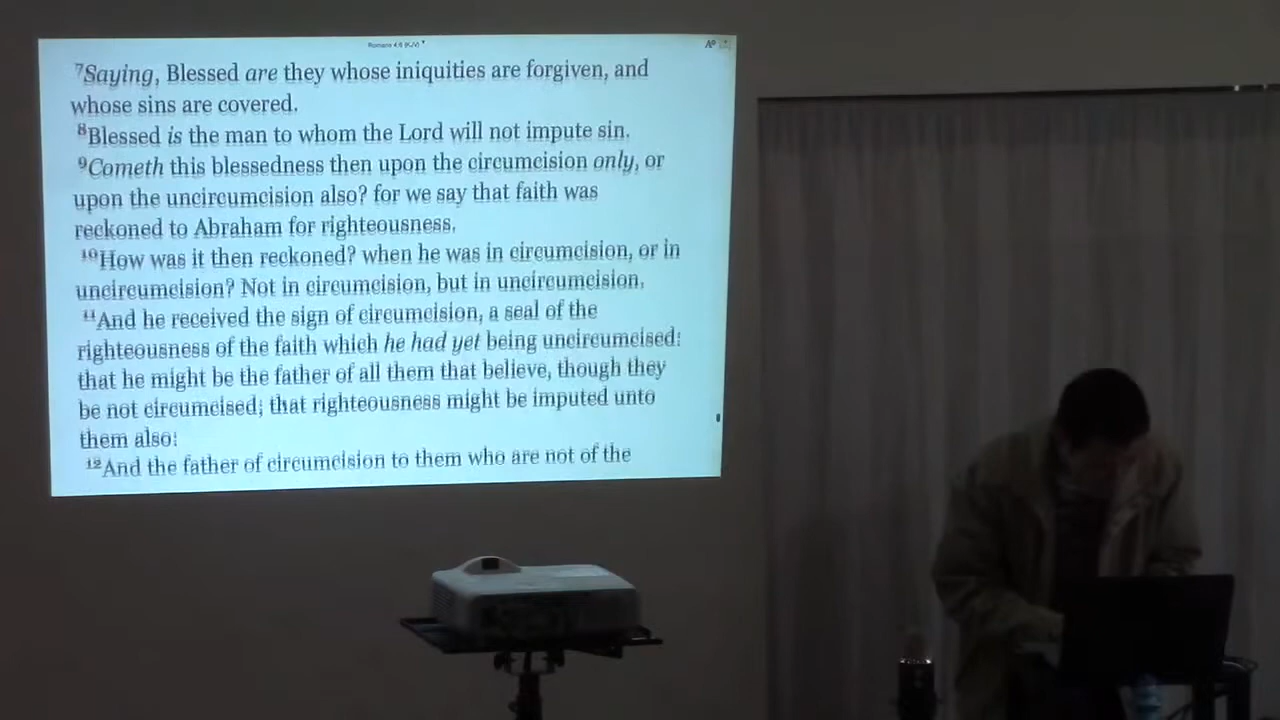 Romans 4:8 (KJV)
7Saying, Blessed are they whose iniquities are forgiven, and
whose sins are covered.
8Blessed is the man to whom the Lord will not impute sin.
9Cometh this blessedness then upon the circumcision only, or
upon the uncircumcision also? for we say that faith was
reckoned to Abraham for righteousness.
10How was it then reckoned? when he was in circumcision, or in
uncircumcision? Not in circumcision, but in uncircumcision.
11And he received the sign of circumcision, a seal of the
righteousness of the faith which he had yet being uncircumcised:
that he might be the father of all them that believe, though they
be not circumcised; that righteousness might be imputed unto
them also:
12And the father of circumcision to them who are not of the